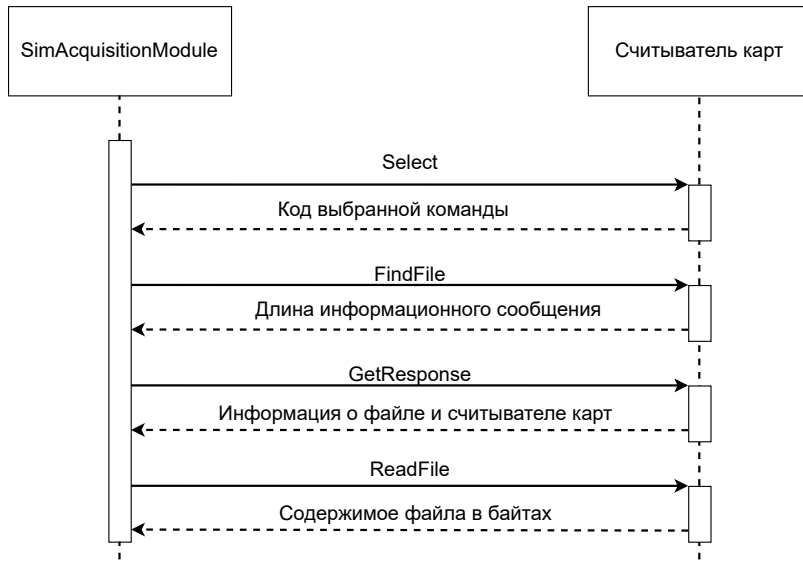 SimAcquisitionModule
Считыватель карт
Select
Код выбранной команды
FindFile
Длина информационного сообщения
GetResponse
Информация о файле и считывателе карт
ReadFile
Содержимое файла в байтах